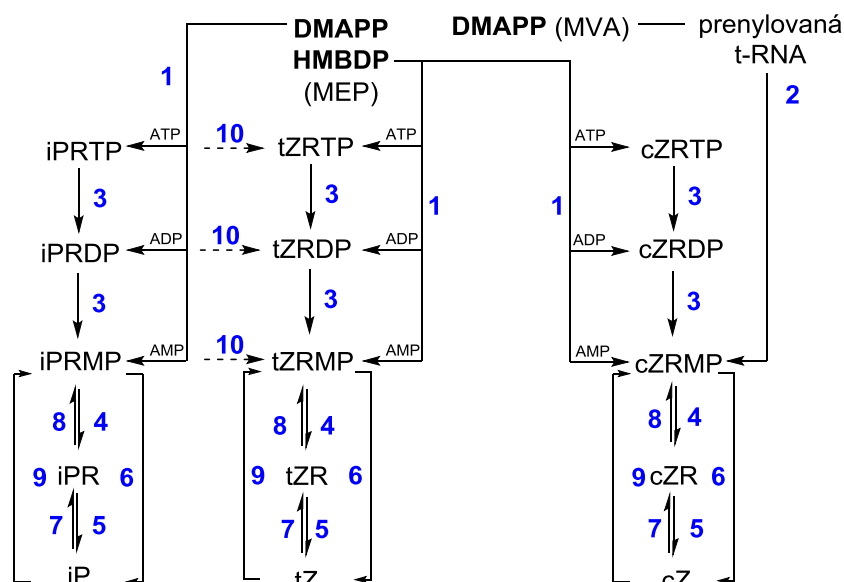 DMAPP DMAPP (MVA) prenylovaná
HMBDP t-RNA
(MEP)
1 2
ATP 10 ATP ATP
iPRTP tZRTP cZRTP
3 3 1 1 3
ADP 10 ADP ADP
iPRDP tZRDP cZRDP
3 3 3
AMP 10 AMP AMP
iPRMP tZRMP cZRMP
8 4 8 4 8 4
9 iPR 6 9 tZR 6 9 cZR 6
7 5 7 5 7 5
iP tZ cZ